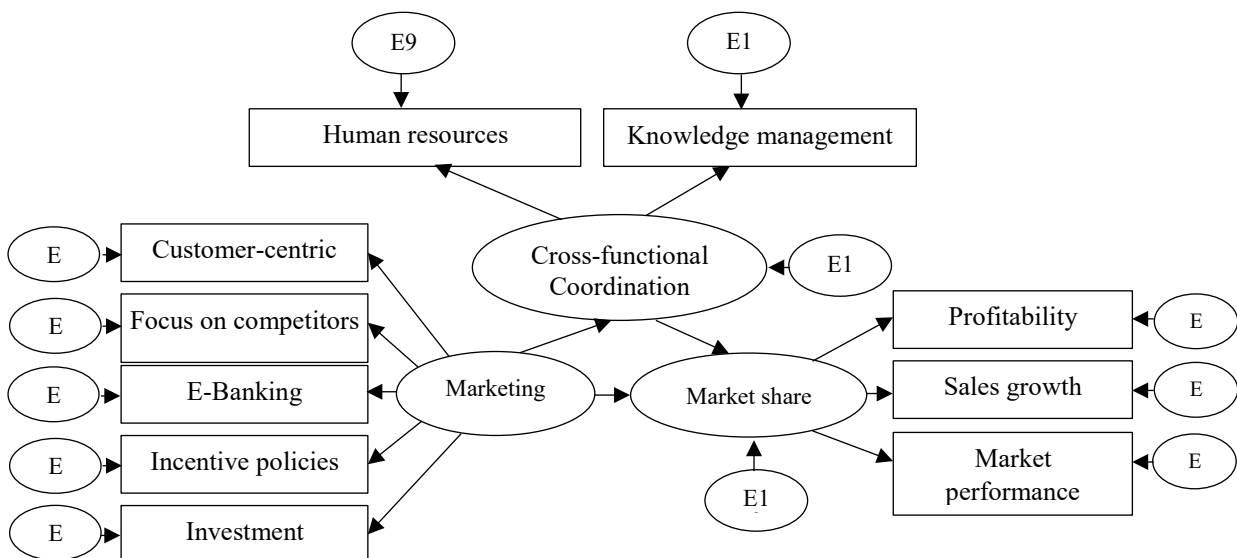 E9
E1
Human resources
Knowledge management
E
Customer-centric
Cross-functional
Coordination
E1
E
Focus on competitors
Profitability
E
E
E-Banking
Marketing
Market share
Sales growth
E
E
Incentive policies
Market
performance
E
E1
E
Investment